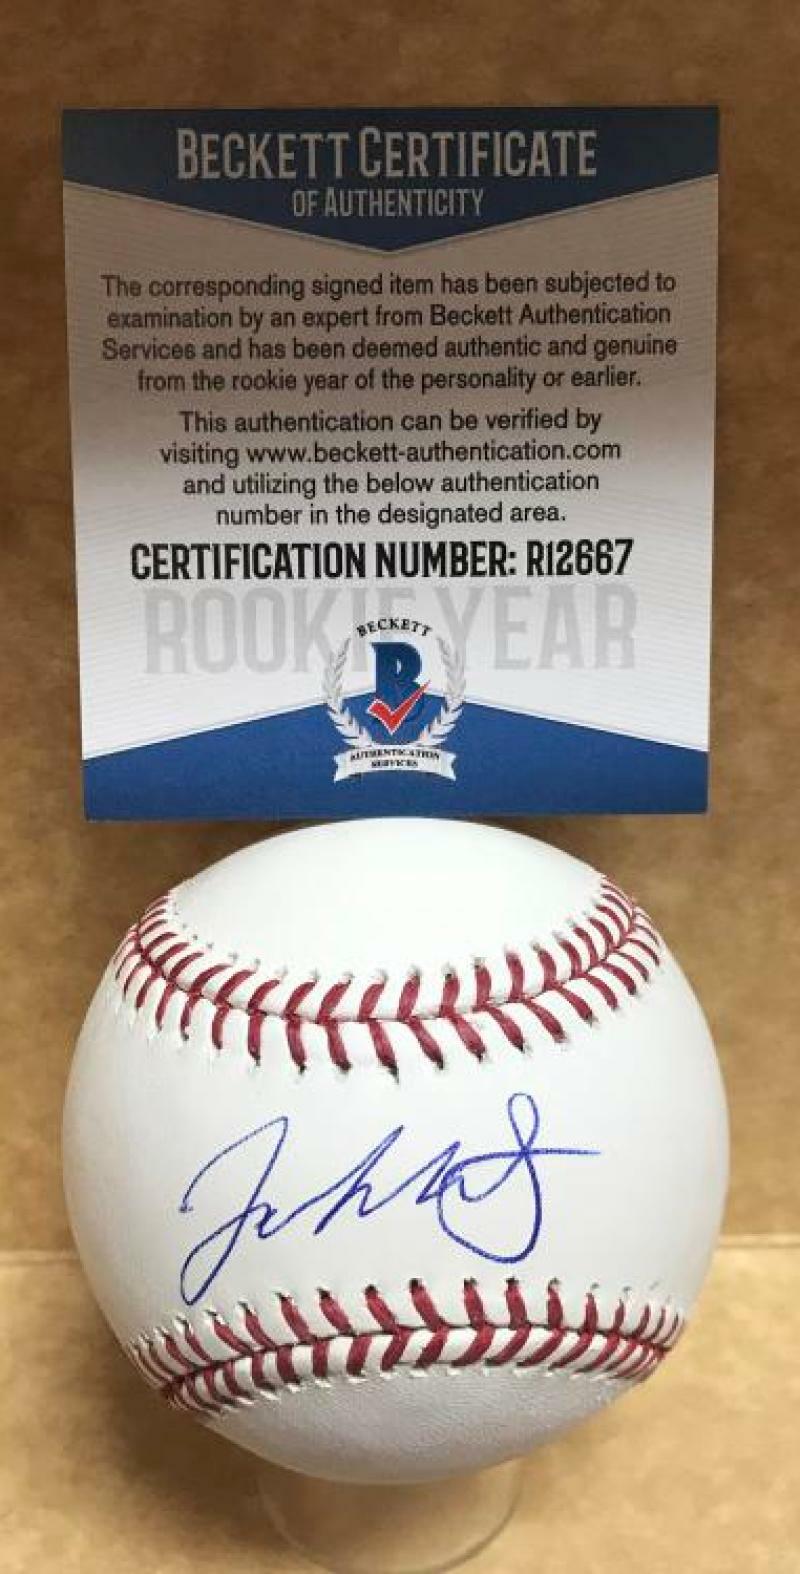 BECKETT CERTIFICATE
OF AUTHENTICITY
The corresponding signed item has been subjected to
examination by an expert from Beckett Authentication
Services and has been deemed authentic and genuine
from the rookie year of the personality or earlier.
This authentication can be verified by
visiting www.beckett-authentication.com
and utilizing the below authentication
number in the designated area.
CERTIFICATION NUMBER: R12667
ROOKIE YEAR
BECKETT
B
AUTHENTICATION
SERVICES